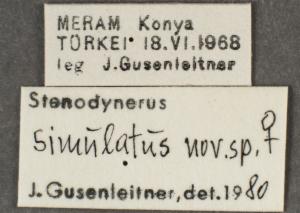 MERAM Konya
TÜRKEI 18.VI.1968
leg J.Gusenleitner
Stenodynerus
simulatus nov.sp. ♀
J.Gusenleitner, det.1980